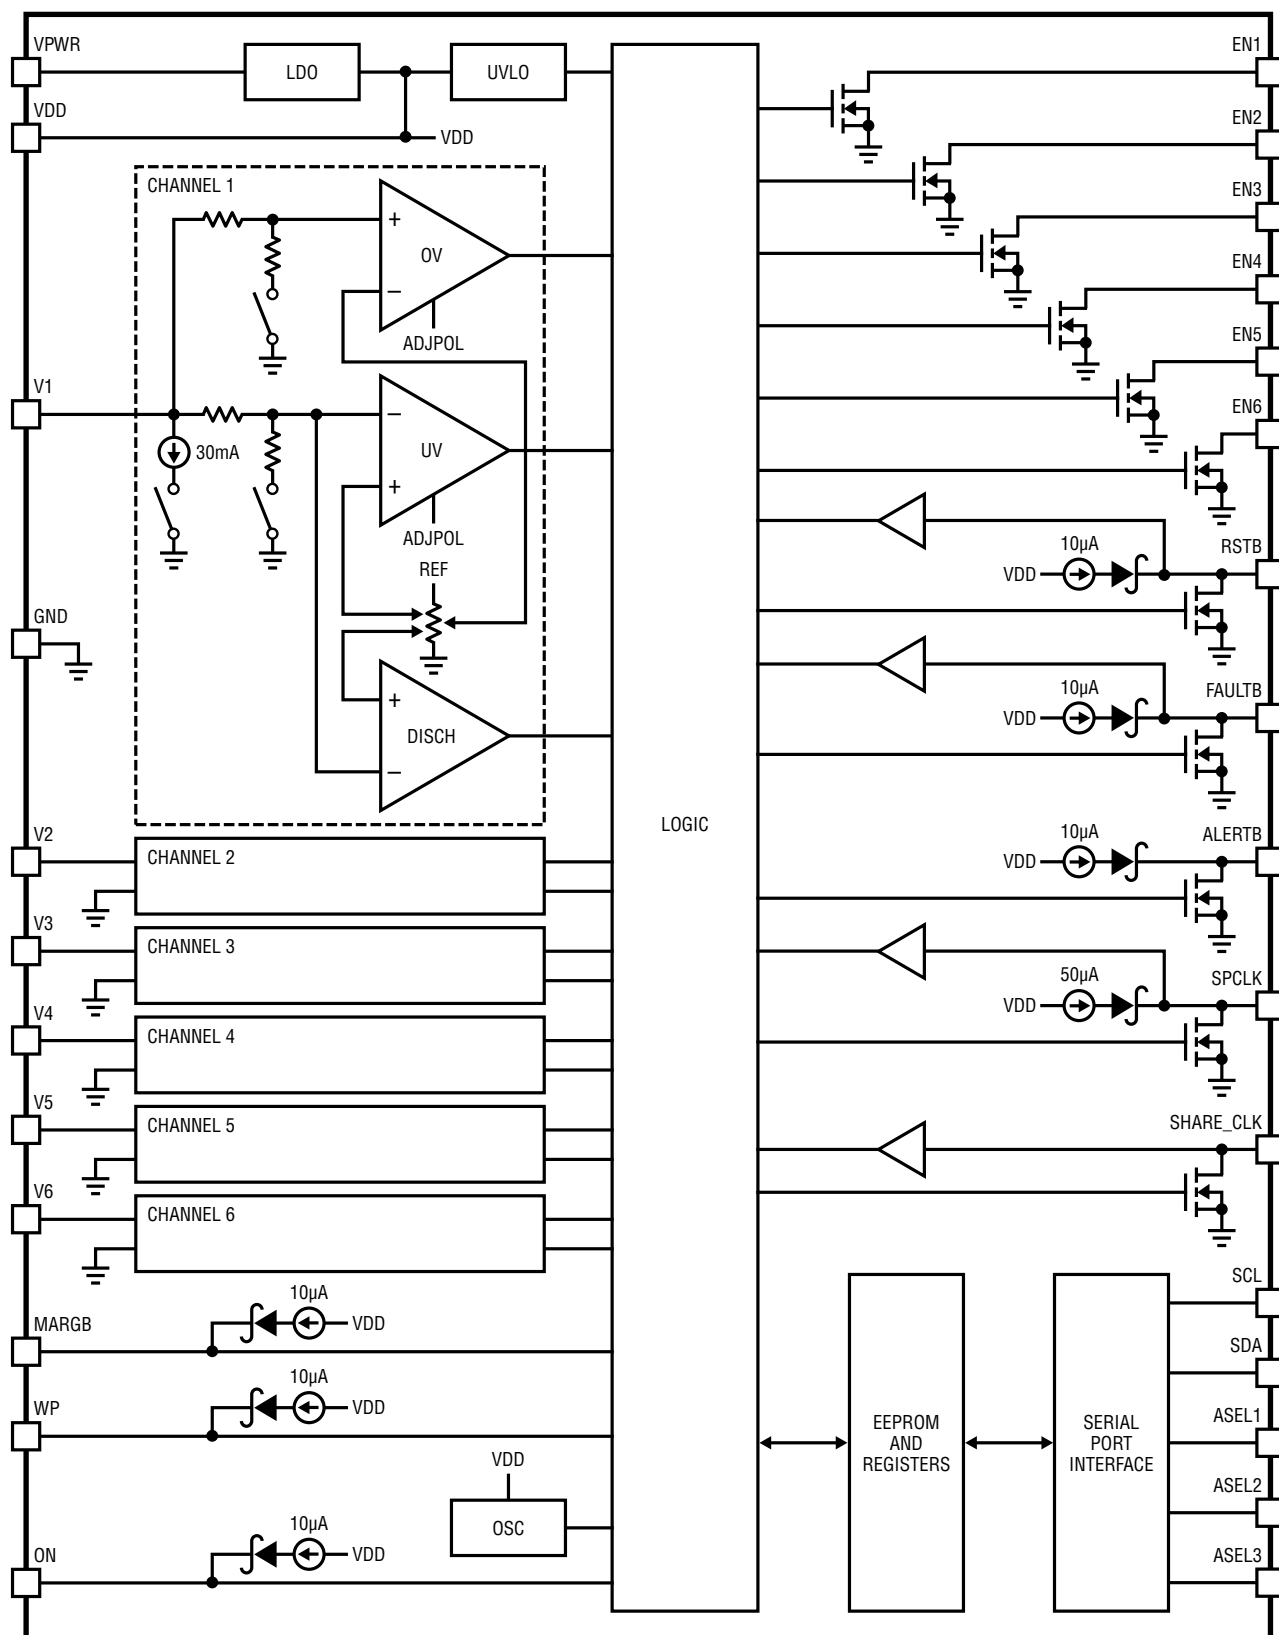 VPWR
LDO
UVLO
VDD
VDD
CHANNEL 1
+
OV
−
ADJPOL
V1
−
30mA
UV
+
ADJPOL
REF
GND
+
DISCH
−
V2
CHANNEL 2
V3
CHANNEL 3
V4
CHANNEL 4
V5
CHANNEL 5
V6
CHANNEL 6
MARGB
10µA
VDD
WP
10µA
VDD
VDD
OSC
ON
10µA
VDD
LOGIC
EN1
EN2
EN3
EN4
EN5
EN6
10µA
RSTB
VDD
10µA
FAULTB
VDD
10µA
ALERTB
VDD
50µA
SPCLK
VDD
SHARE_CLK
EEPROM
AND
REGISTERS
SERIAL
PORT
INTERFACE
SCL
SDA
ASEL1
ASEL2
ASEL3